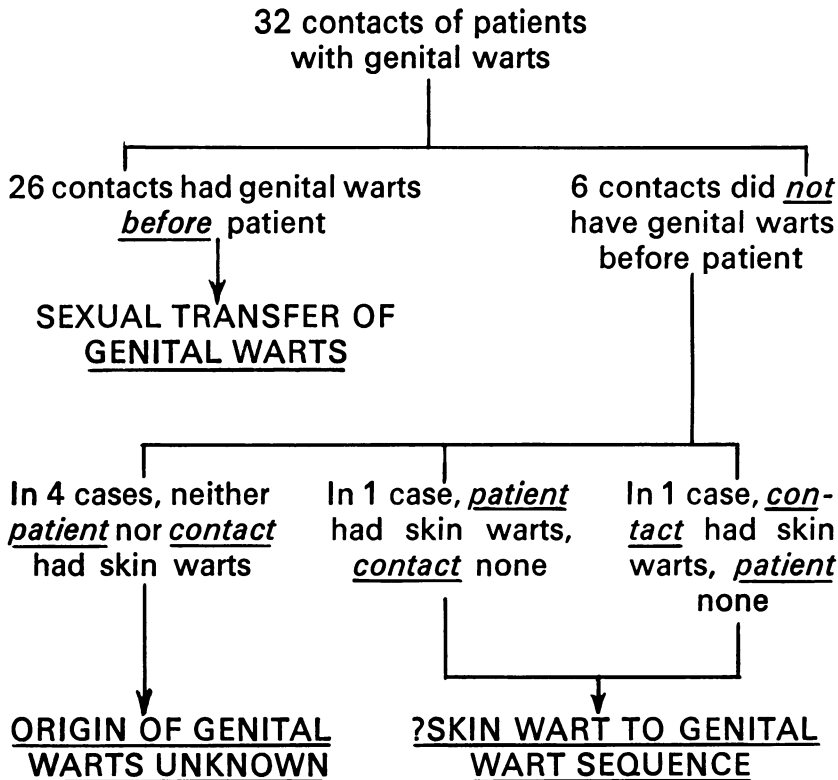 32 contacts of patients
with genital warts
26 contacts had genital warts
before patient
SEXUAL TRANSFER OF
GENITAL WARTS
6 contacts did not
have genital warts
before patient
In 4 cases, neither
patient nor contact
had skin warts
ORIGIN OF GENITAL
WARTS UNKNOWN
In 1 case, patient
had skin warts,
contact none
In 1 case, con-
tact had skin
warts, patient
none
?SKIN WART TO GENITAL
WART SEQUENCE